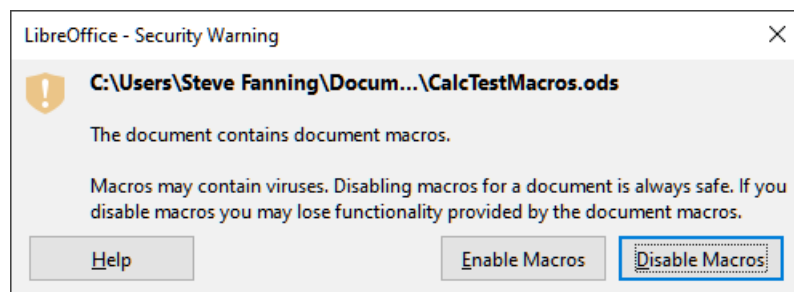 LibreOffice - Security Warning
C:\Users\Steve Fanning\Docum...\CalcTestMacros.ods
The document contains document macros.
Macros may contain viruses. Disabling macros for a document is always safe. If you
disable macros you may lose functionality provided by the document macros.
Help Enable Macros Disable Macros